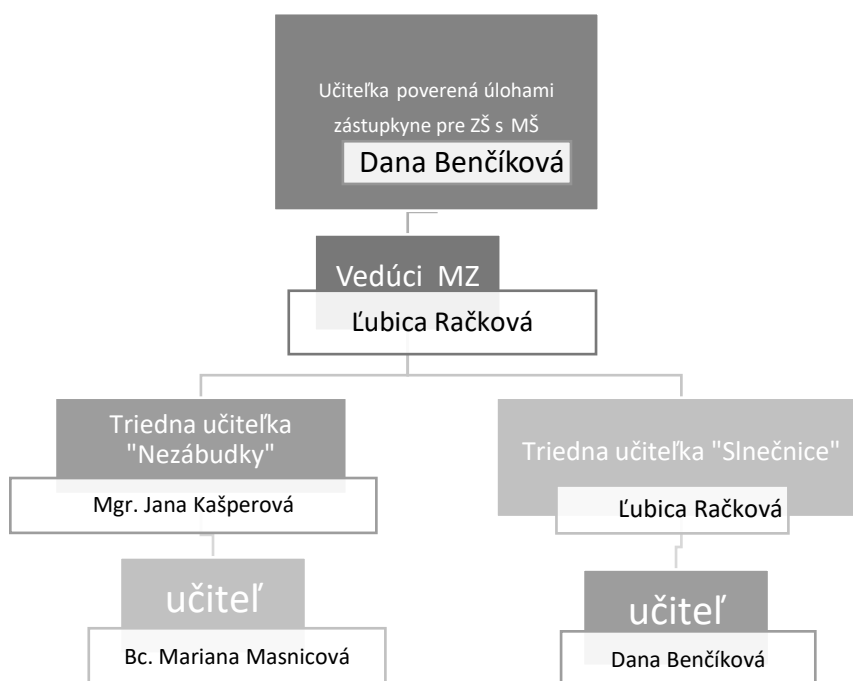 Učiteľka poverená úlohami
zástupkyne pre ZŠ s MŠ
Dana Benčíková
Vedúci MZ
Ľubica Račková
Triedna učiteľka
"Nezábudky"
Mgr. Jana Kašperová
učiteľ
Bc. Mariana Masnicová
Triedna učiteľka "Slnečnice"
Ľubica Račková
učiteľ
Dana Benčíková